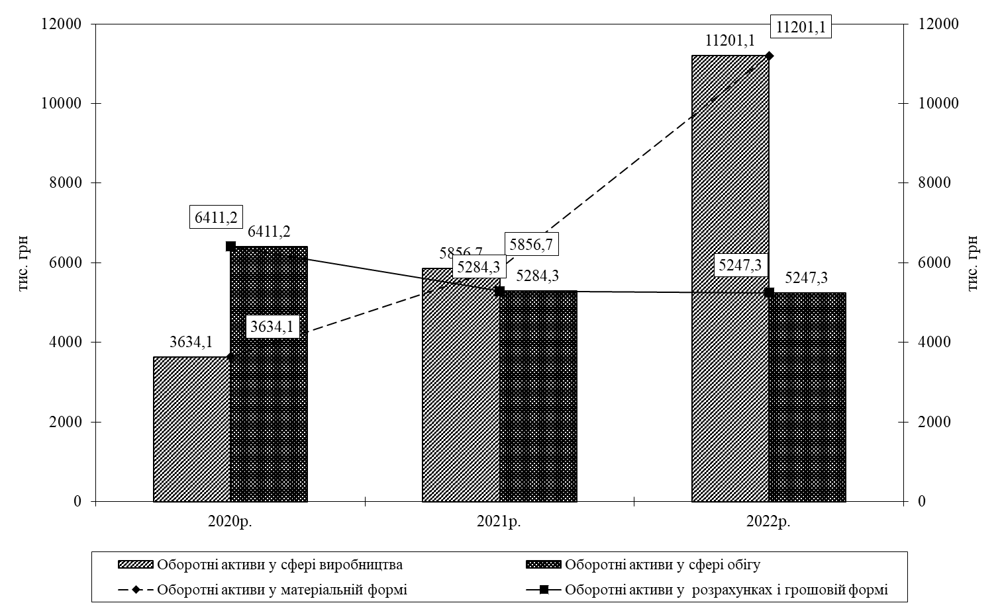 12000
10000
8000
6000
4000
2000
0
тис. грн
12000
10000
8000
6000
4000
2000
0
тис. грн
11201,1
11201,1
6411,2
6411,2
5856,7
5856,7
5284,3
5284,3
5247,3
5247,3
3634,1
3634,1
2020р.
2021р.
2022р.
Оборотні активи у сфері виробництва
Оборотні активи у сфері обігу
Оборотні активи у матеріальній формі
Оборотні активи у розрахунках і грошовій формі